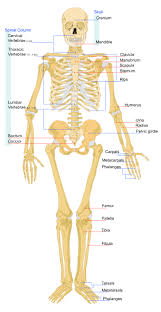 Skull
Cranium
Mandible
Spinal Column
Cervical
Vertebrae
Thoracic
Vertebrae
Lumbar
Vertebrae
Sacrum
Coccyx
Clavicle
Manubrium
Scapula
Sternum
Ribs
Humerus
Ulna
Radius
Pelvic girdle
Carpals
Metacarpals
Phalanges
Femur
Patella
Tibia
Fibula
Tarsals
Metatarsals
Phalanges